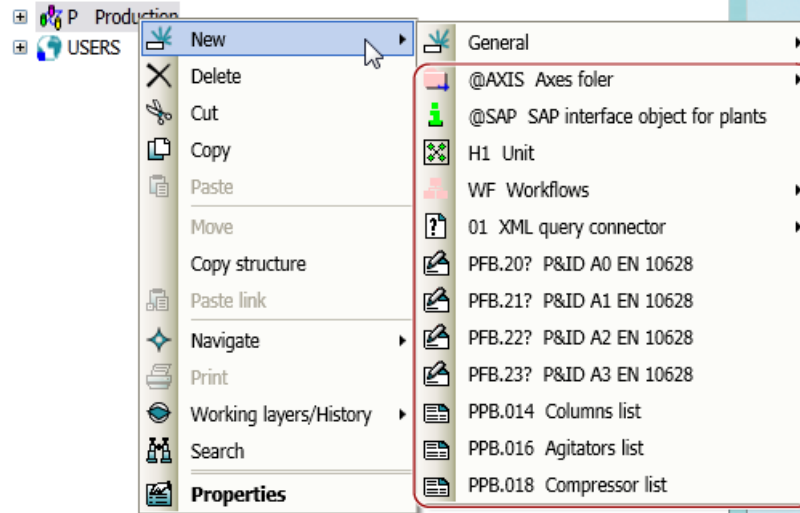 P Production
USERS
New
Delete
Cut
Copy
Paste
Move
Copy structure
Paste link
Navigate
Print
Working layers/History
Search
Properties
General
@AXIS Axes foler
@SAP SAP interface object for plants
H1 Unit
WF Workflows
01 XML query connector
PFB.20? P&ID A0 EN 10628
PFB.21? P&ID A1 EN 10628
PFB.22? P&ID A2 EN 10628
PFB.23? P&ID A3 EN 10628
PPB.014 Columns list
PPB.016 Agitators list
PPB.018 Compressor list